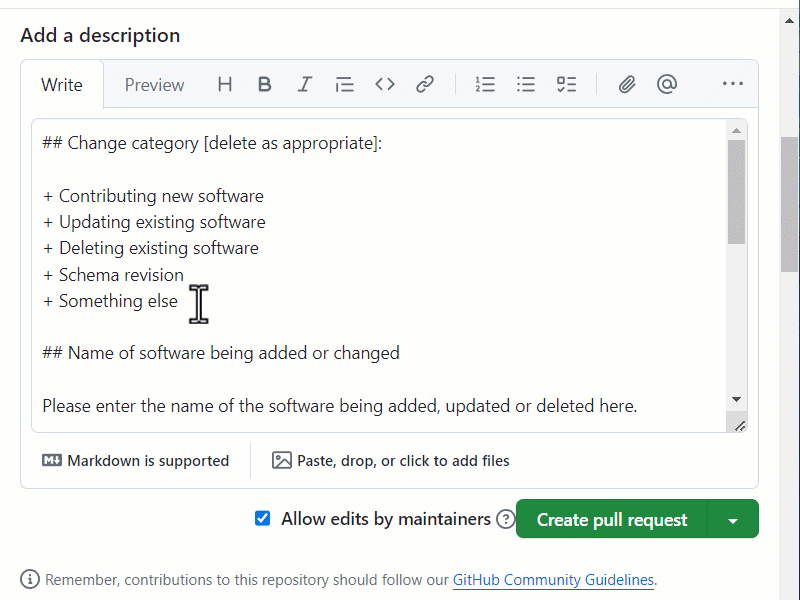 Add a description
Write Preview
## Change category [delete as appropriate]:
+ Contributing new software
+ Updating existing software
+ Deleting existing software
+ Schema revision
+ Something else
## Name of software being added or changed
Please enter the name of the software being added, updated or deleted here.
Markdown is supported Paste, drop, or click to add files
Allow edits by maintainers Create pull request
Remember, contributions to this repository should follow our GitHub Community Guidelines.